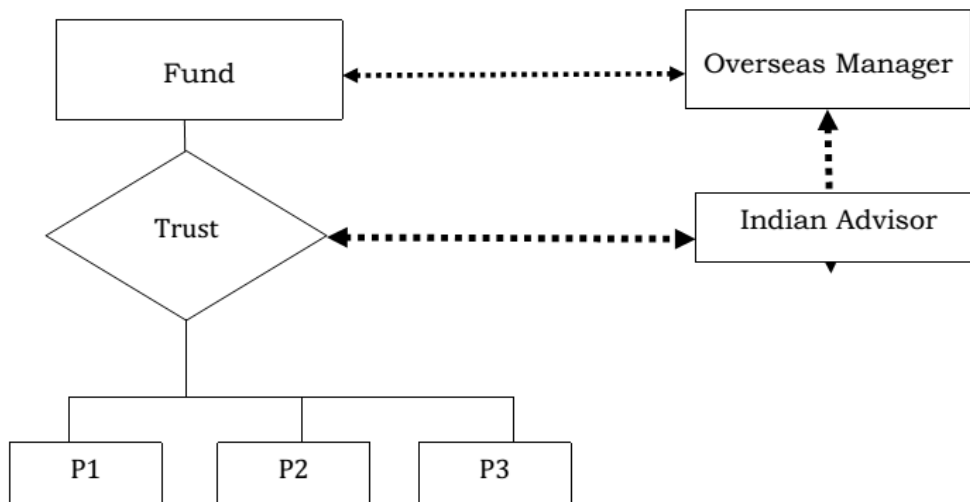 Fund
Overseas Manager
Trust
Indian Advisor
P1
P2
P3